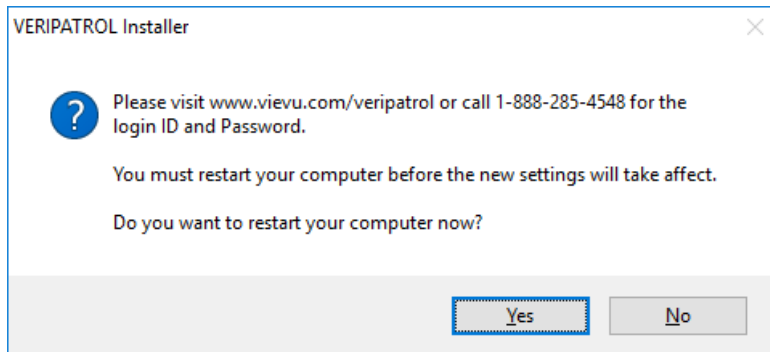 VERIPATROL Installer
Please visit www.vievu.com/veripatrol or call 1-888-285-4548 for the
login ID and Password.
You must restart your computer before the new settings will take affect.
Do you want to restart your computer now?
Yes
No